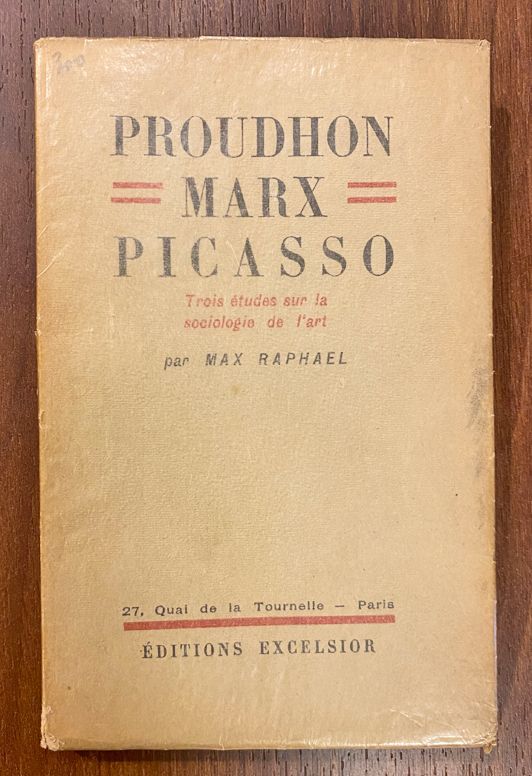 PROUDHON
MARX
PICASSO
Trois études sur la
sociologie de l'art
par MAX RAPHAEL
27, Quai de la Tournelle – Paris
ÉDITIONS EXCELSIOR